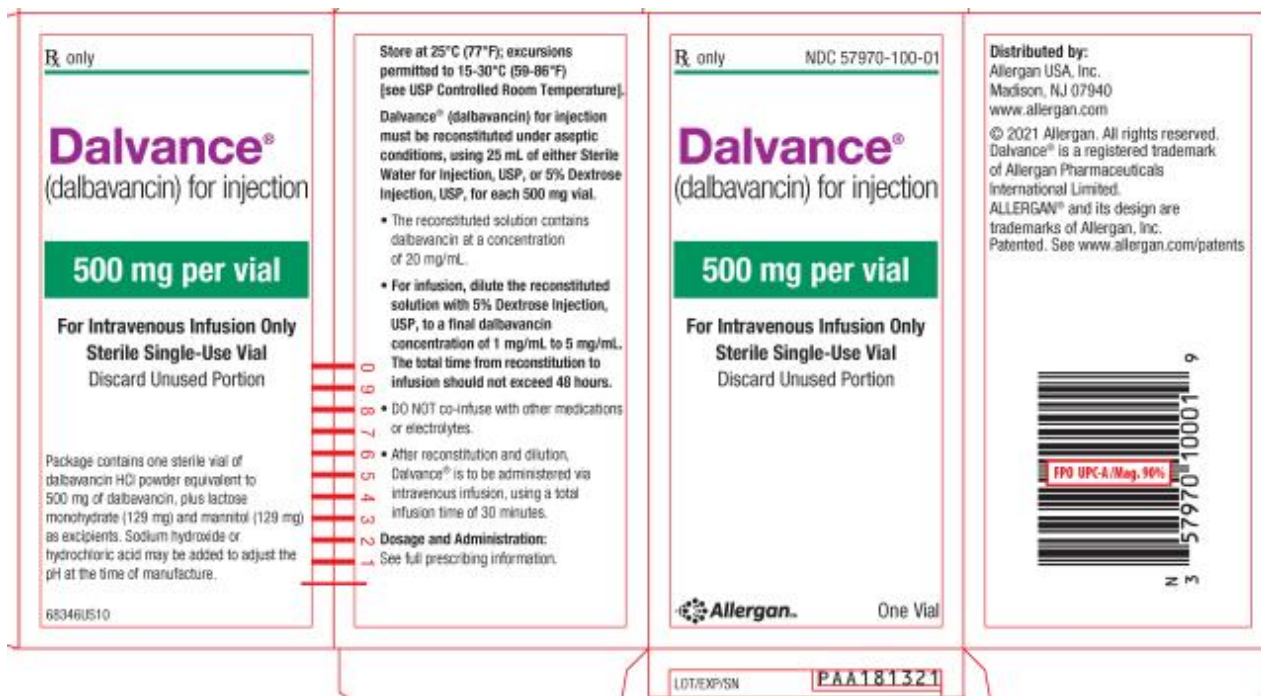 ℞ only
Dalvance®
(dalbavancin) for injection
500 mg per vial
For Intravenous Infusion Only
Sterile Single-Use Vial
Discard Unused Portion
Package contains one sterile vial of
dalbavancin HCl powder equivalent to
500 mg of dalbavancin, plus lactose
monohydrate (129 mg) and mannitol (129 mg)
as excipients. Sodium hydroxide or
hydrochloric acid may be added to adjust the
pH at the time of manufacture.
68346US10
0
9
8
7
6
5
4
3
2
1
Store at 25°C (77°F); excursions
permitted to 15-30°C (59-86°F)
[see USP Controlled Room Temperature].
Dalvance® (dalbavancin) for injection
must be reconstituted under aseptic
conditions, using 25 mL of either Sterile
Water for Injection, USP, or 5% Dextrose
Injection, USP, for each 500 mg vial.
• The reconstituted solution contains
dalbavancin at a concentration
of 20 mg/mL.
• For infusion, dilute the reconstituted
solution with 5% Dextrose Injection,
USP, to a final dalbavancin
concentration of 1 mg/mL to 5 mg/mL.
The total time from reconstitution to
infusion should not exceed 48 hours.
• DO NOT co-infuse with other medications
or electrolytes.
• After reconstitution and dilution,
Dalvance® is to be administered via
intravenous infusion, using a total
infusion time of 30 minutes.
Dosage and Administration:
See full prescribing information.
℞ only NDC 57970-100-01
Dalvance®
(dalbavancin) for injection
500 mg per vial
For Intravenous Infusion Only
Sterile Single-Use Vial
Discard Unused Portion
Allergan™ One Vial
LOT/EXP/SN PAA181321
Distributed by:
Allergan USA, Inc.
Madison, NJ 07940
www.allergan.com
© 2021 Allergan. All rights reserved.
Dalvance® is a registered trademark
of Allergan Pharmaceuticals
International Limited.
ALLERGAN® and its design are
trademarks of Allergan, Inc.
Patented. See www.allergan.com/patents
FPO UPC-A/Mag. 90%
N 3 57970 10001 9